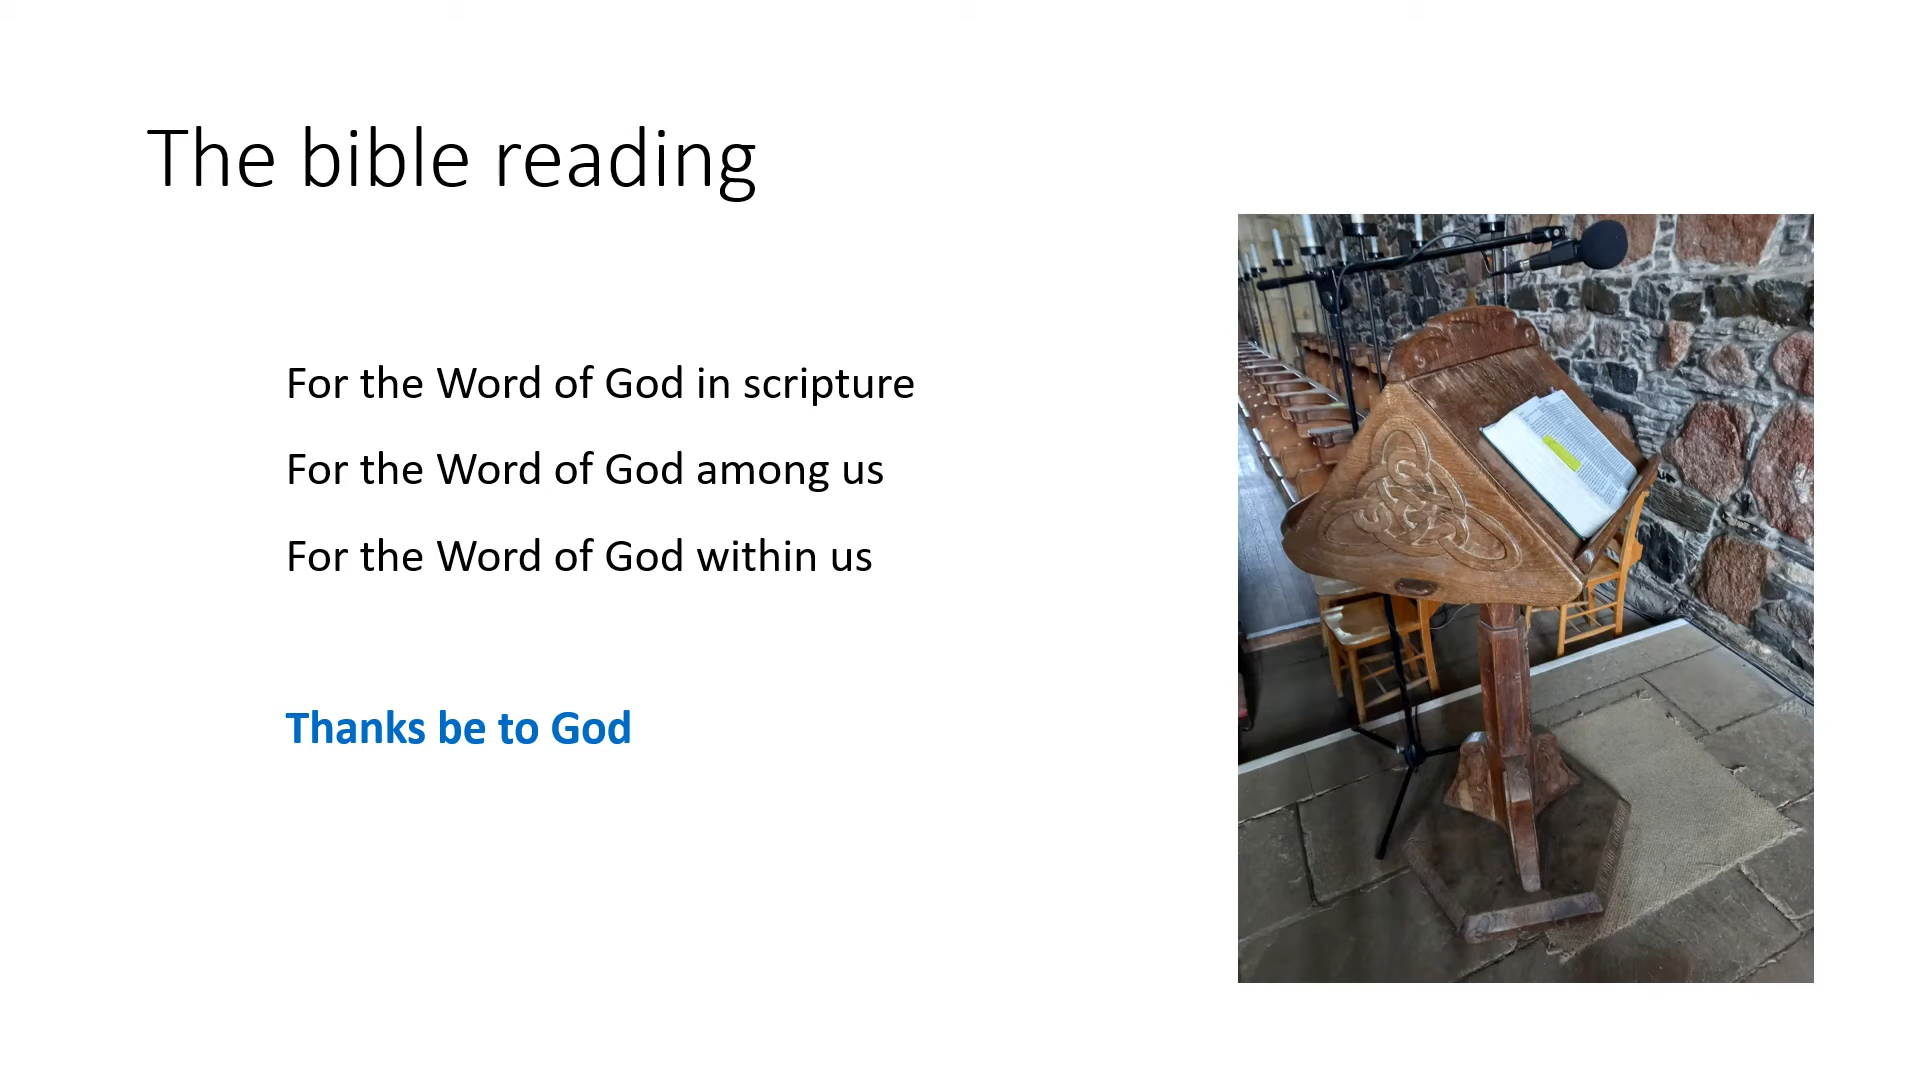 The bible reading
For the Word of God in scripture
For the Word of God among us
For the Word of God within us
Thanks be to God